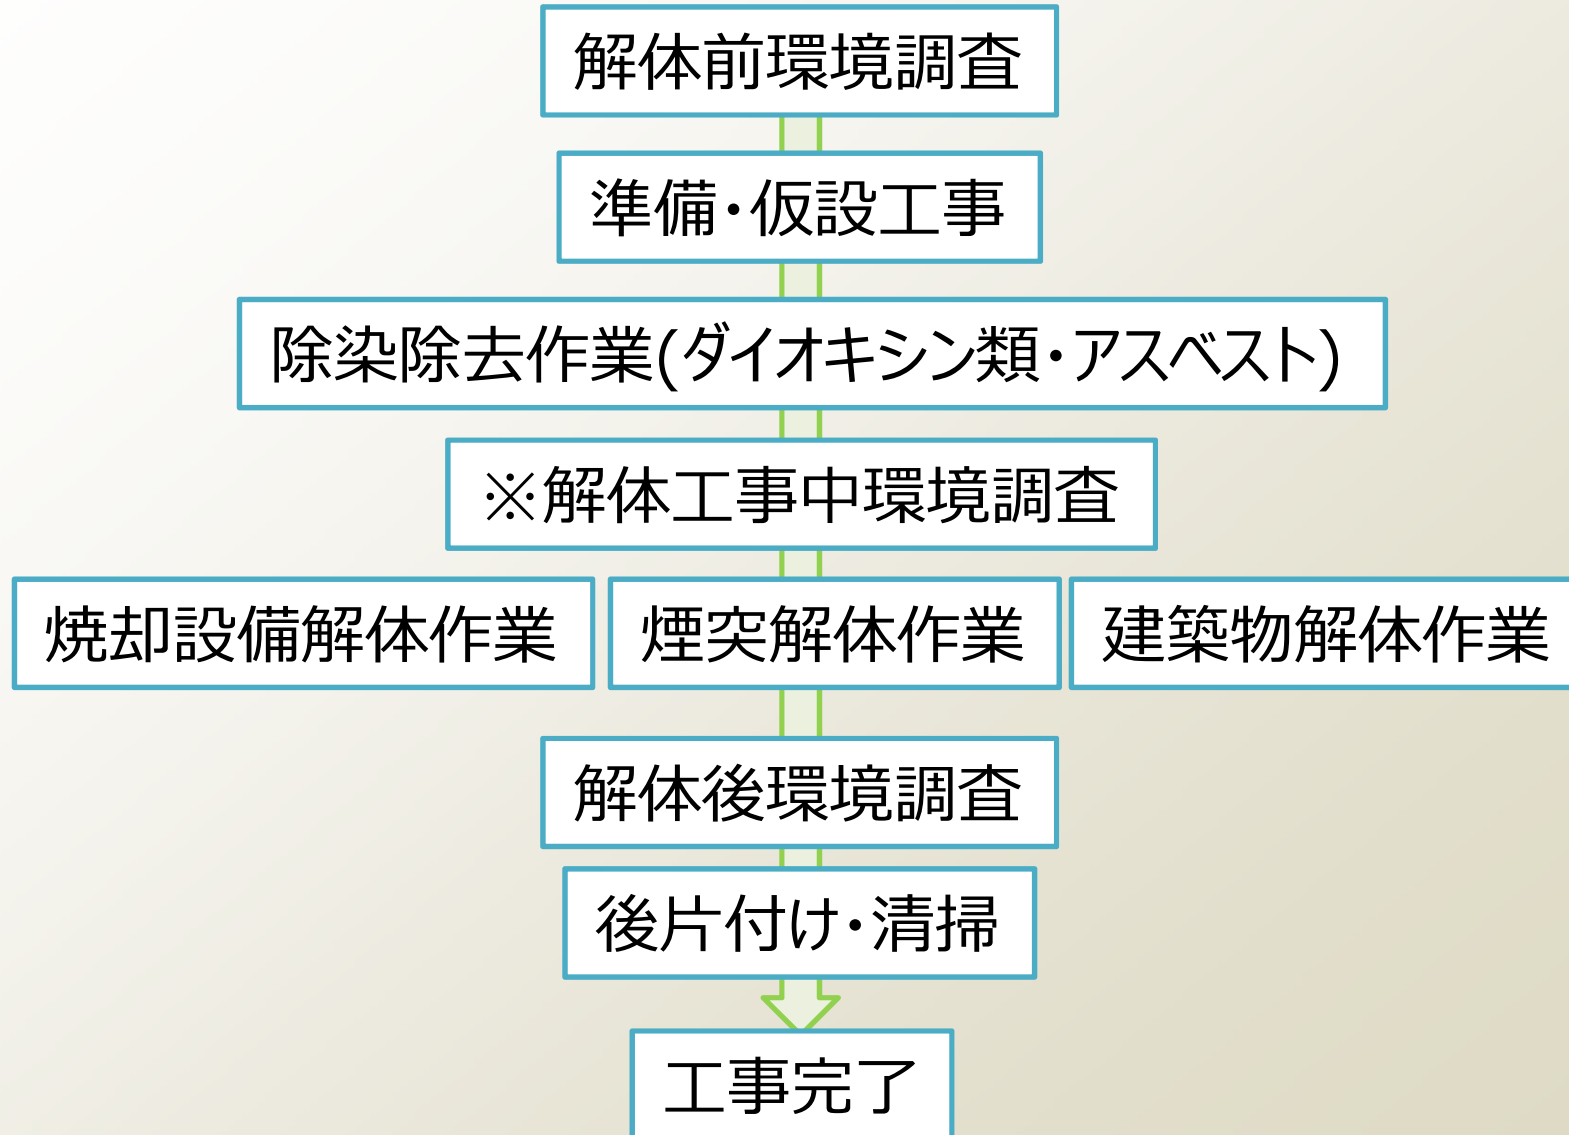 解体前環境調査
準備・仮設工事
除染除去作業(ダイオキシン類・アスベスト)
※解体工事中環境調査
焼却設備解体作業
煙突解体作業
建築物解体作業
解体後環境調査
後片付け・清掃
工事完了